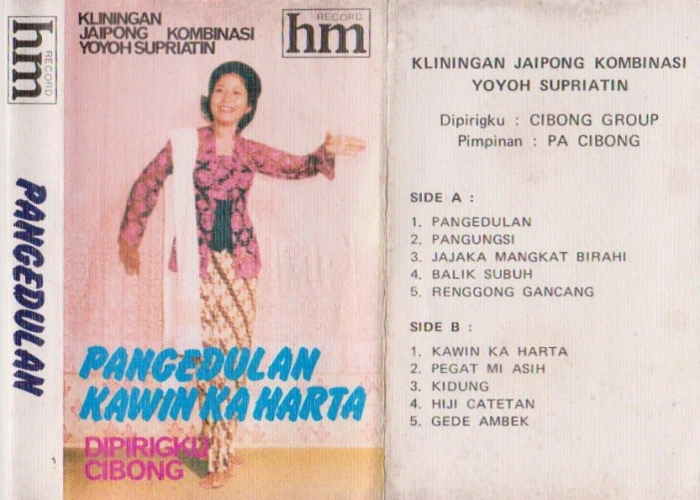 hm
RECORD
PANGEDULAN
KLININGAN
JAIPONG KOMBINASI
YOYOH SUPRIATIN
RECORD
hm
PANGEDULAN
KAWIN KA HARTA
DIPIRIGKU
CIBONG
KLININGAN JAIPONG KOMBINASI
YOYOH SUPRIATIN
Dipirigku : CIBONG GROUP
Pimpinan : PA CIBONG
SIDE A :
1. PANGEDULAN
2. PANGUNGSI
3. JAJAKA MANGKAT BIRAHI
4. BALIK SUBUH
5. RENGGONG GANCANG
SIDE B :
1. KAWIN KA HARTA
2. PEGAT MI ASIH
3. KIDUNG
4. HIJI CATETAN
5. GEDE AMBEK